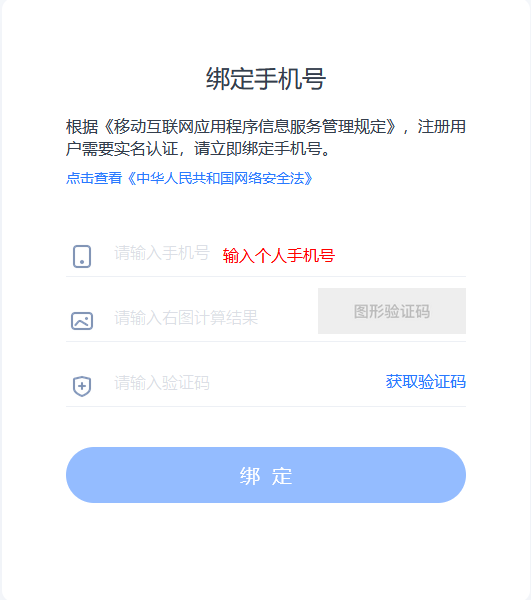 绑定手机号
根据《移动互联网应用程序信息服务管理规定》，注册用
户需要实名认证，请立即绑定手机号。
点击查看《中华人民共和国网络安全法》
请输入手机号 输入个人手机号
请输入右图计算结果 图形验证码
请输入验证码 获取验证码
绑 定